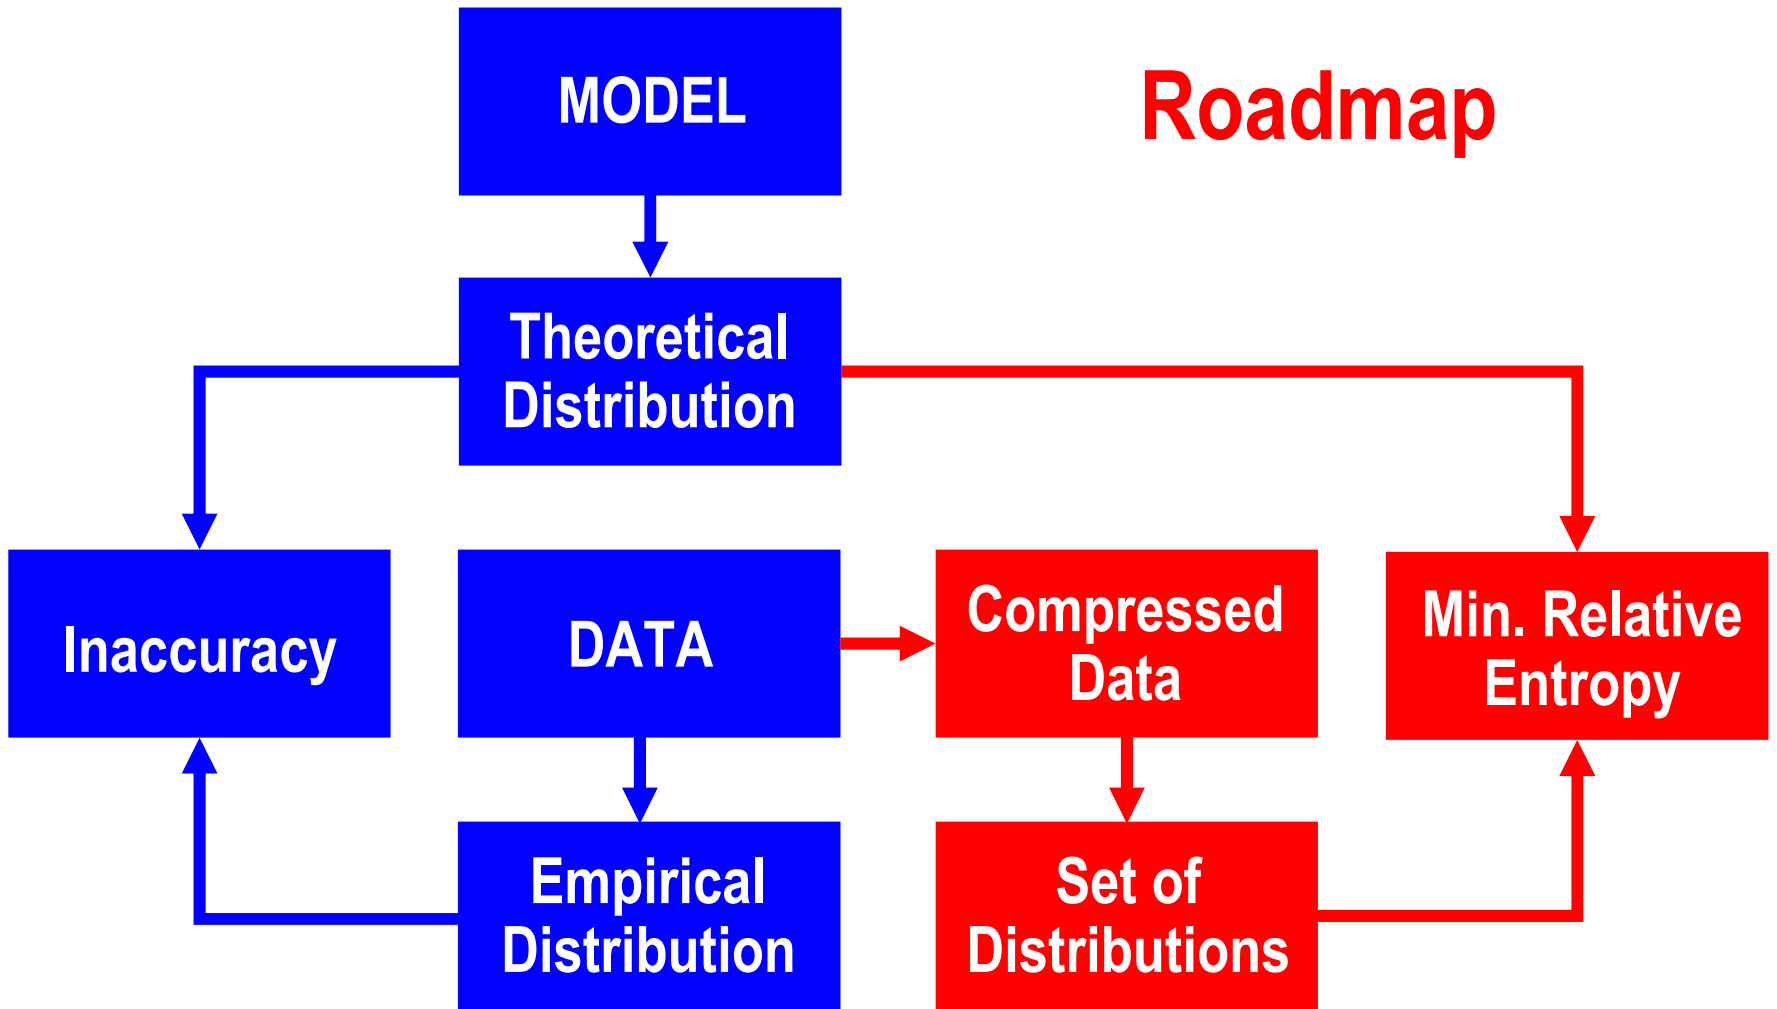 MODEL
Roadmap
Theoretical
Distribution
Inaccuracy
DATA
Compressed
Data
Min. Relative
Entropy
Empirical
Distribution
Set of
Distributions